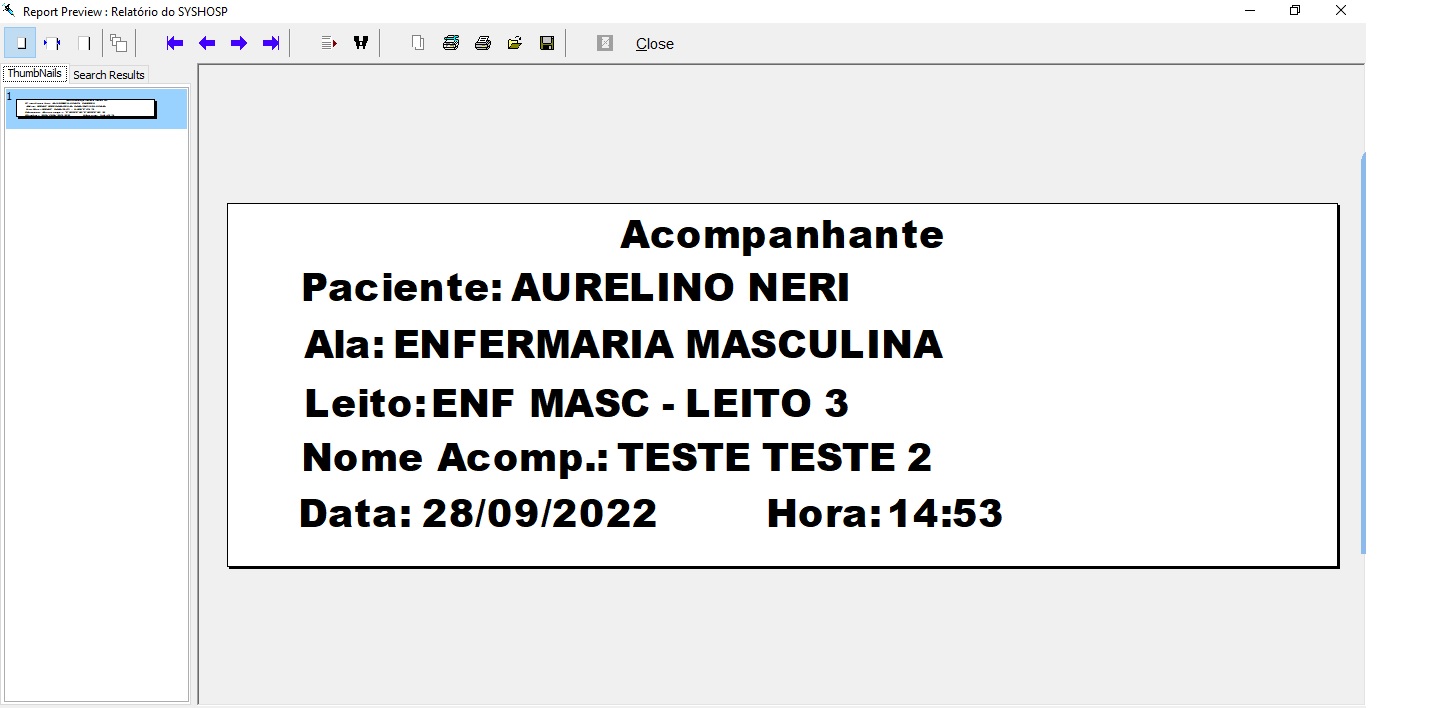 Report Preview : Relatório do SYSHOSP
Close
ThumbNails Search Results
1
Acompanhante
Paciente: AURELINO NERI
Ala: ENFERMARIA MASCULINA
Leito: ENF MASC - LEITO 3
Nome Acomp.: TESTE TESTE 2
Data: 28/09/2022 Hora: 14:53